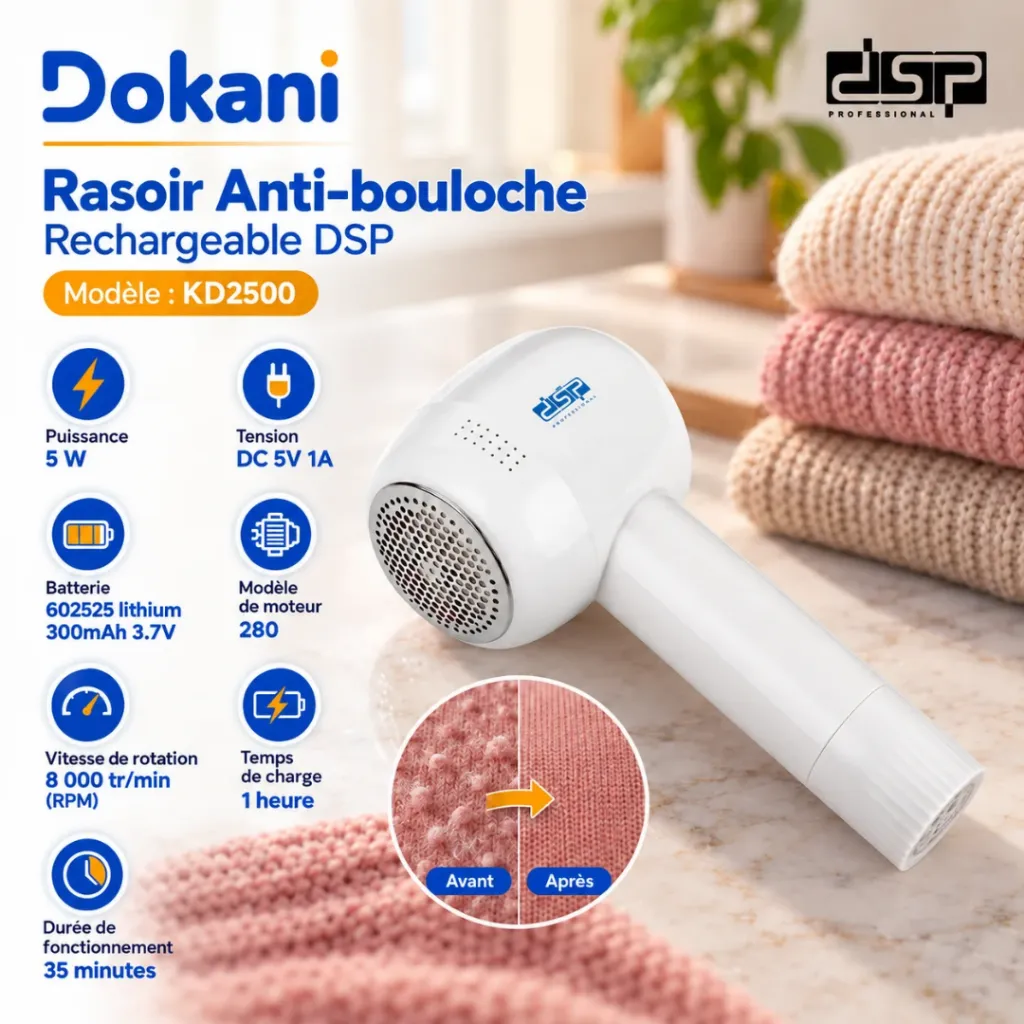 Dokani
dsp
PROFESSIONAL
Rasoir Anti-bouloche
Rechargeable DSP
Modèle : KD2500
Puissance
5 W
Tension
DC 5V 1A
Batterie
602525 lithium
300mAh 3.7V
Modèle
de moteur
280
Vitesse de rotation
8 000 tr/min
(RPM)
Temps
de charge
1 heure
Durée de
fonctionnement
35 minutes
dsp
PROFESSIONAL
Avant
Après